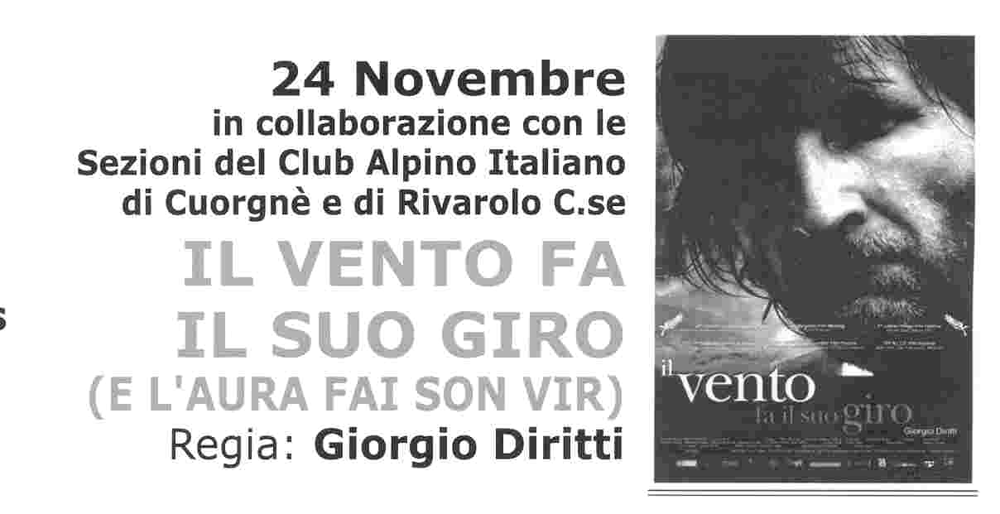 24 Novembre
in collaborazione con le
Sezioni del Club Alpino Italiano
di Cuorgnè e di Rivarolo C.se
IL VENTO FA
IL SUO GIRO
(E L'AURA FAI SON VIR)
Regia: Giorgio Diritti
s
il vento
fa il suo giro
Giorgio Diritti